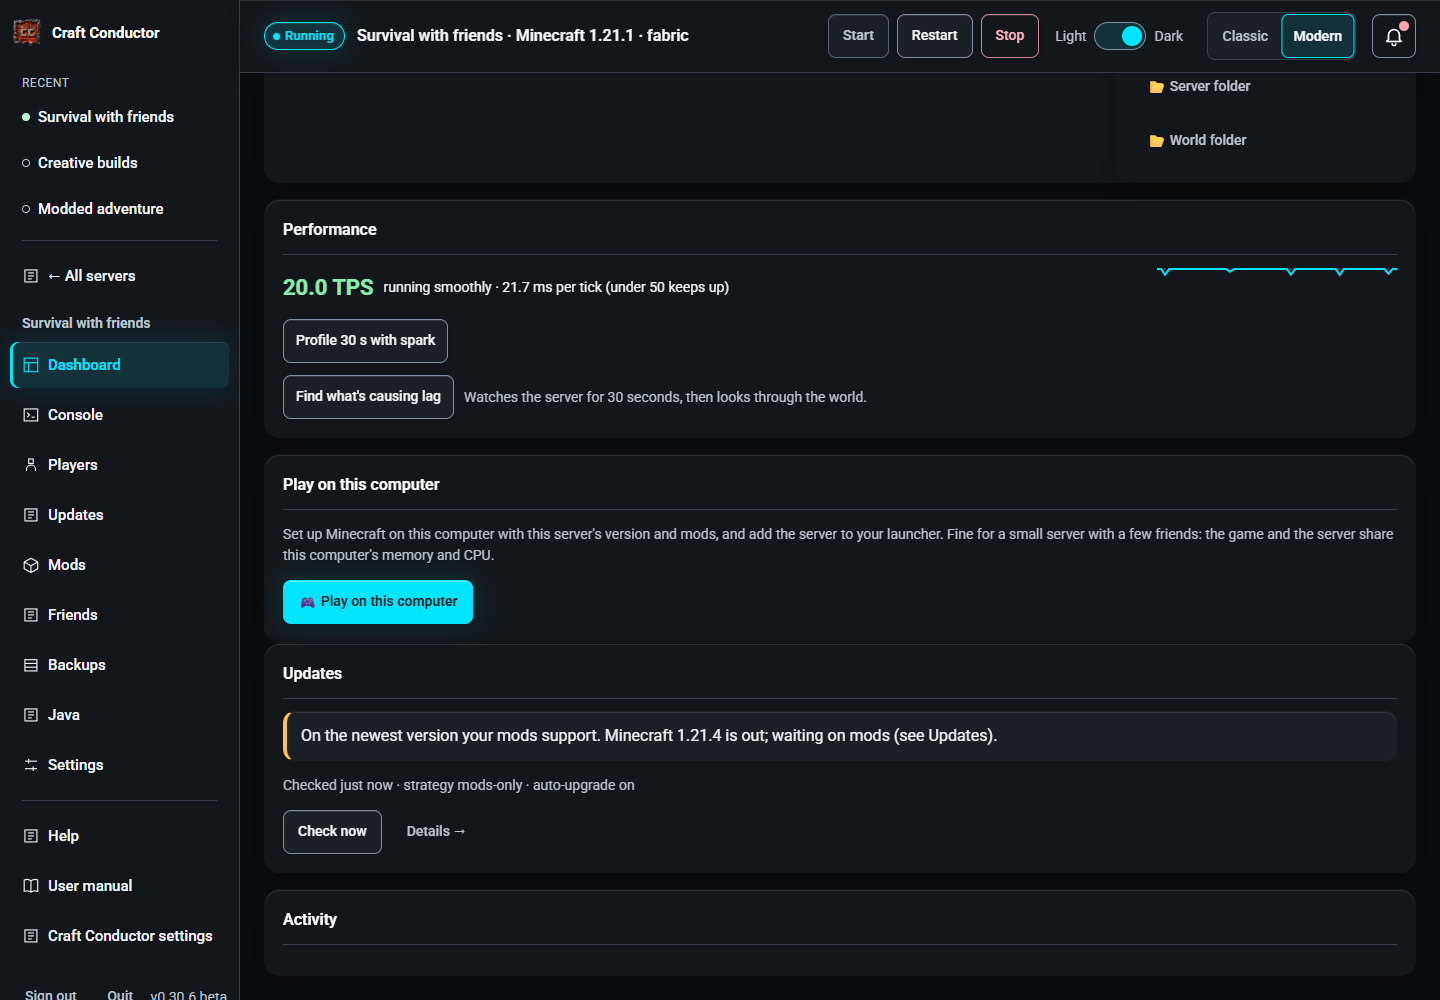 Craft Conductor
RECENT
Survival with friends
Creative builds
Modded adventure
← All servers
Survival with friends
Dashboard
Console
Players
Updates
Mods
Friends
Backups
Java
Settings
Help
User manual
Craft Conductor settings
Sign out Quit v0.30.6 beta
Running Survival with friends · Minecraft 1.21.1 · fabric
Start Restart Stop Light Dark Classic Modern
Server folder
World folder
Performance
20.0 TPS running smoothly · 21.7 ms per tick (under 50 keeps up)
Profile 30 s with spark
Find what's causing lag Watches the server for 30 seconds, then looks through the world.
Play on this computer
Set up Minecraft on this computer with this server's version and mods, and add the server to your launcher. Fine for a small server with a few friends: the game and the server share
this computer's memory and CPU.
Play on this computer
Updates
On the newest version your mods support. Minecraft 1.21.4 is out; waiting on mods (see Updates).
Checked just now · strategy mods-only · auto-upgrade on
Check now Details →
Activity